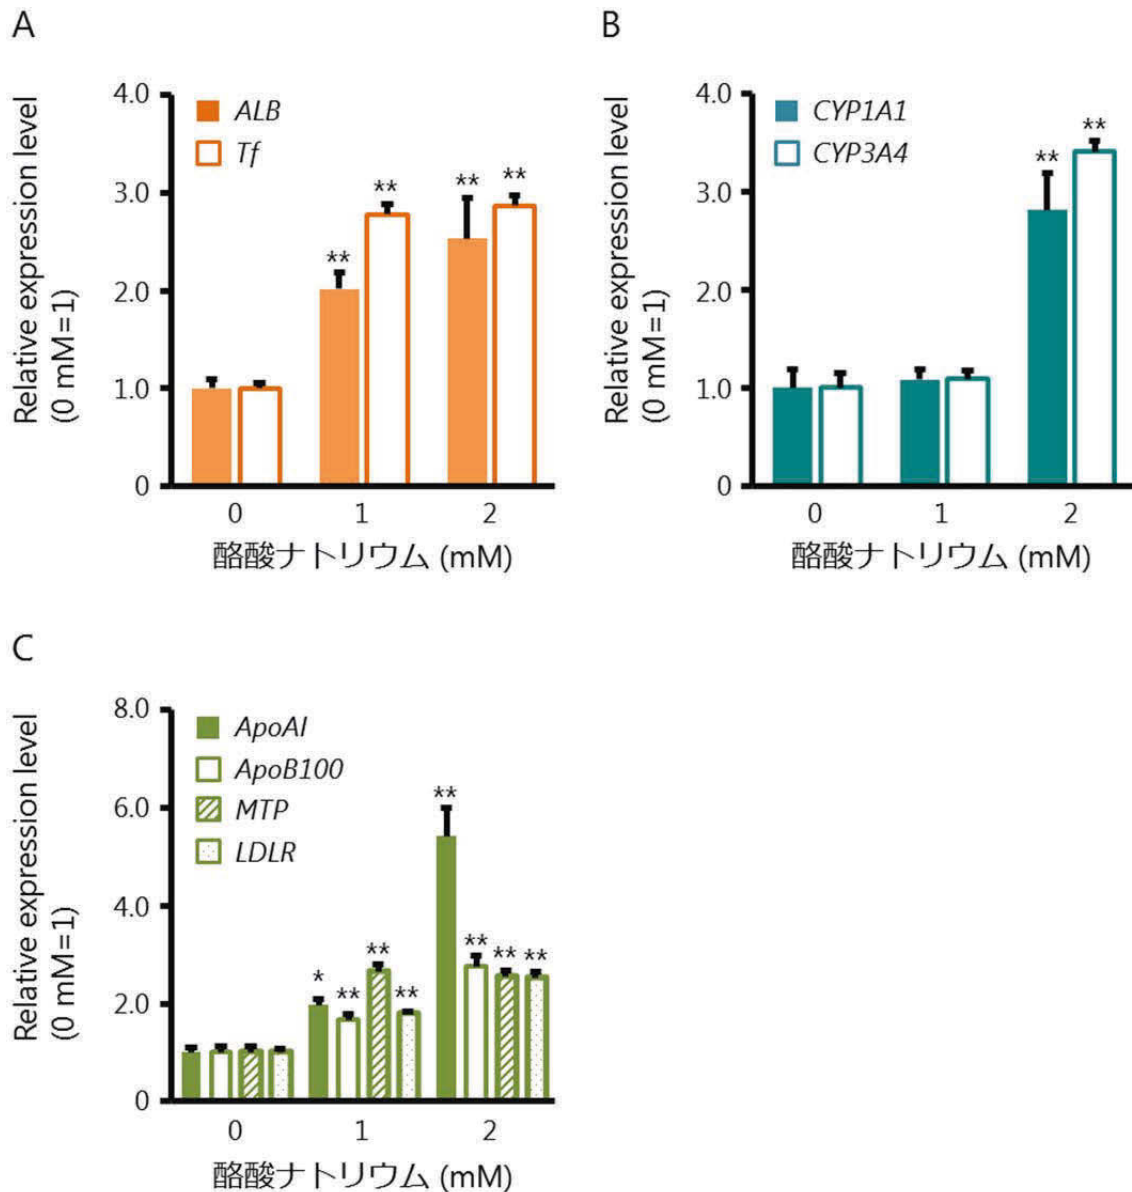 A
Relative expression level
(0 mM=1)
4.0
3.0
2.0
1.0
0
ALB
Tf
**
**
**
**
0
1
2
酪酸ナトリウム (mM)
B
Relative expression level
(0 mM=1)
4.0
3.0
2.0
1.0
0
CYP1A1
CYP3A4
**
**
0
1
2
酪酸ナトリウム (mM)
C
Relative expression level
(0 mM=1)
8.0
6.0
4.0
2.0
0
ApoAI
ApoB100
MTP
LDLR
*
**
**
**
**
**
**
**
0
1
2
酪酸ナトリウム (mM)